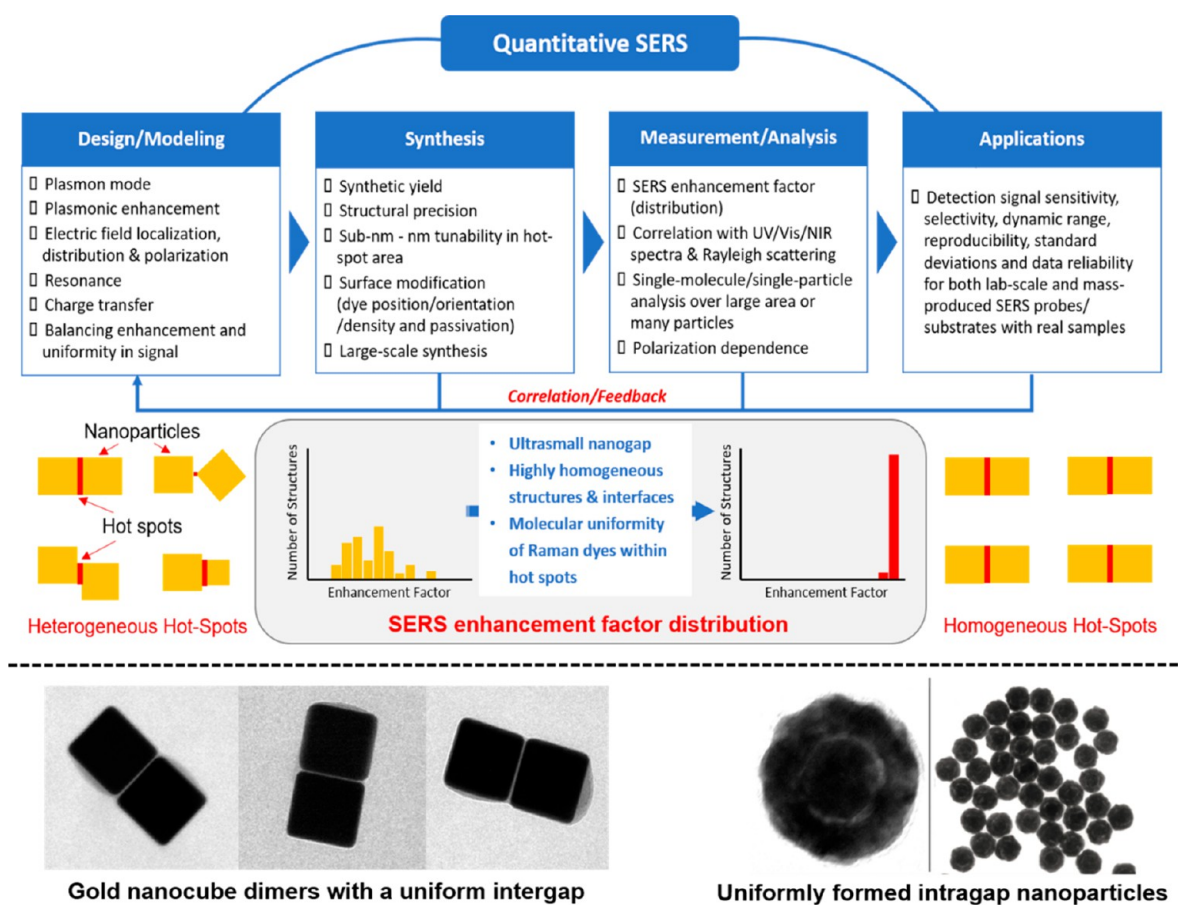 Quantitative SERS
Design/Modeling
▯ Plasmon mode
▯ Plasmonic enhancement
▯ Electric field localization,
distribution & polarization
▯ Resonance
▯ Charge transfer
▯ Balancing enhancement and
uniformity in signal
Synthesis
▯ Synthetic yield
▯ Structural precision
▯ Sub-nm - nm tunability in hot-
spot area
▯ Surface modification
(dye position/orientation
/density and passivation)
▯ Large-scale synthesis
Measurement/Analysis
▯ SERS enhancement factor
(distribution)
▯ Correlation with UV/Vis/NIR
spectra & Rayleigh scattering
▯ Single-molecule/single-particle
analysis over large area or
many particles
▯ Polarization dependence
Applications
▯ Detection signal sensitivity,
selectivity, dynamic range,
reproducibility, standard
deviations and data reliability
for both lab-scale and mass-
produced SERS probes/
substrates with real samples
Correlation/Feedback
Nanoparticles
Hot spots
Heterogeneous Hot-Spots
Number of Structures
Enhancement Factor
• Ultrasmall nanogap
• Highly homogeneous
structures & interfaces
• Molecular uniformity
of Raman dyes within
hot spots
Number of Structures
Enhancement Factor
SERS enhancement factor distribution
Homogeneous Hot-Spots
Gold nanocube dimers with a uniform intergap
Uniformly formed intragap nanoparticles